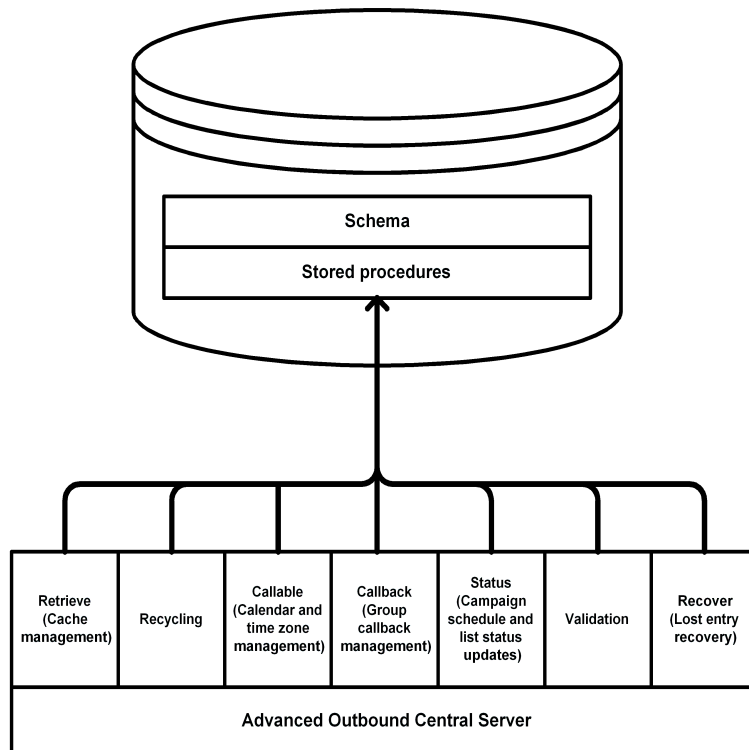 Schema
Stored procedures
Retrieve
(Cache
management)
Recycling
Callable
(Calendar and
time zone
management)
Callback
(Group
callback
management)
Status
(Campaign
schedule and
list status
updates)
Validation
Recover
(Lost entry
recovery)
Advanced Outbound Central Server